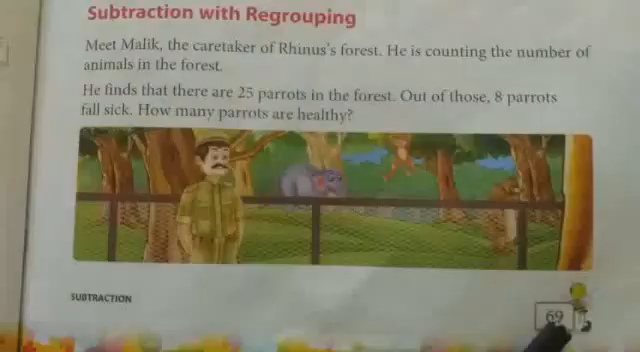 Subtraction with Regrouping
Meet Malik, the caretaker of Rhinus's forest. He is counting the number of
animals in the forest.
He finds that there are 25 parrots in the forest. Out of those, 8 parrots
fall sick. How many parrots are healthy?
SUBTRACTION
69